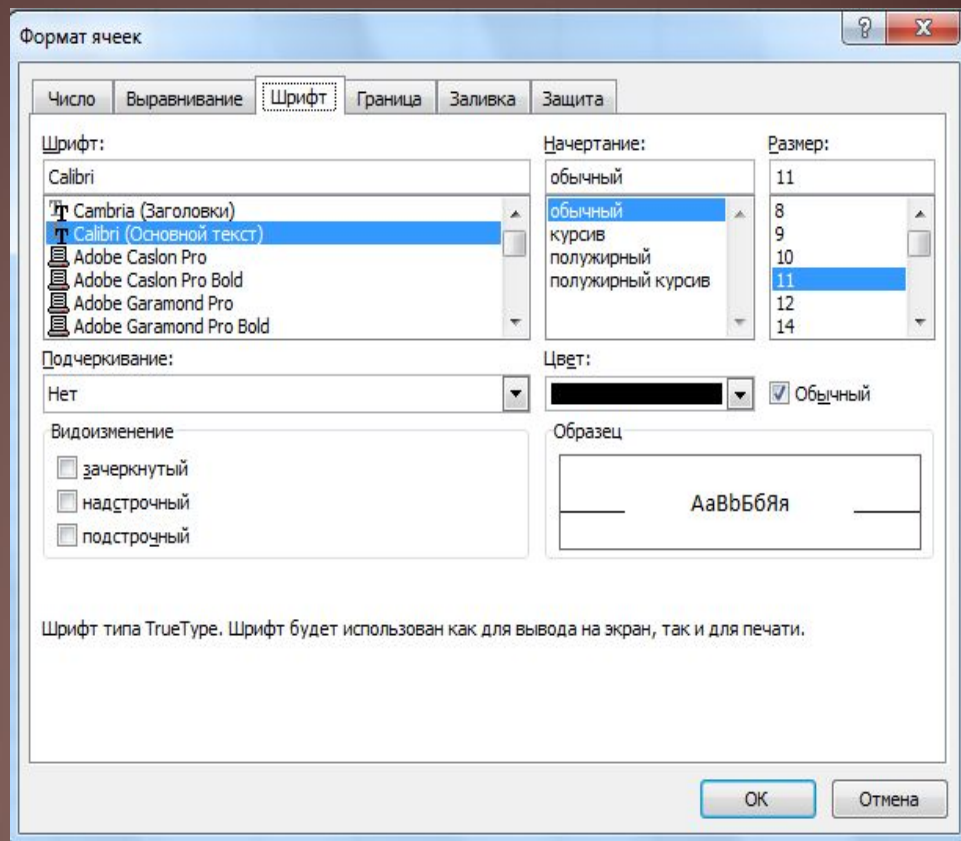 Формат ячеек
Число Выравнивание Шрифт Граница Заливка Защита
Шрифт: Начертание: Размер:
Calibri обычный 11
Cambria (Заголовки) обычный 8
Calibri (Основной текст) курсив 9
Adobe Caslon Pro полужирный 10
Adobe Caslon Pro Bold полужирный курсив 11
Adobe Garamond Pro 12
Adobe Garamond Pro Bold 14
Подчеркивание: Цвет:
Нет Обычный
Видоизменение Образец
зачеркнутый
надстрочный АаВbБбЯя
подстрочный
Шрифт типа TrueType. Шрифт будет использован как для вывода на экран, так и для печати.
ОК Отмена